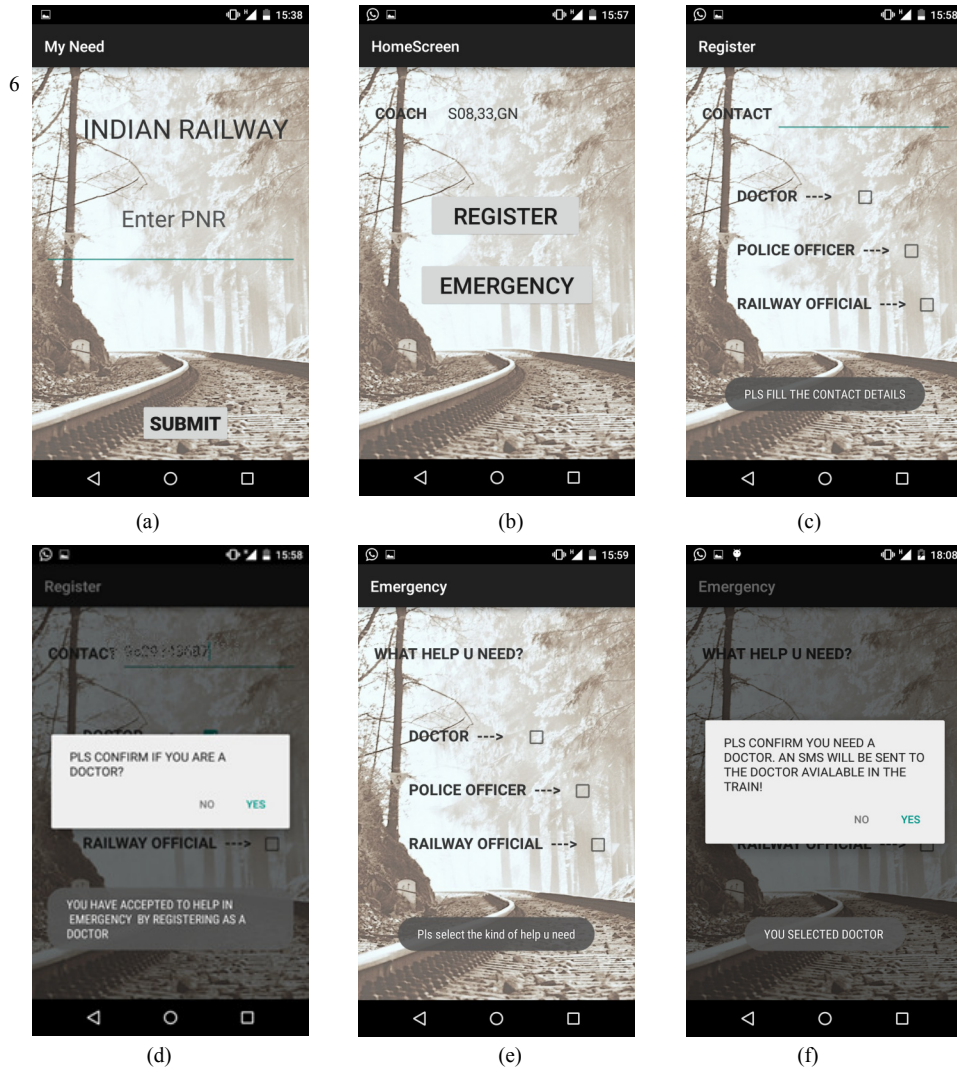 15:38
My Need
6
INDIAN RAILWAY
Enter PNR
SUBMIT
(a)
15:57
HomeScreen
COACH S08,33,GN
REGISTER
EMERGENCY
(b)
15:58
Register
CONTACT
DOCTOR --->
POLICE OFFICER --->
RAILWAY OFFICIAL --->
PLS FILL THE CONTACT DETAILS
(c)
15:58
Register
CONTACT
DOCTOR
PLS CONFIRM IF YOU ARE A
DOCTOR?
NO YES
RAILWAY OFFICIAL --->
YOU HAVE ACCEPTED TO HELP IN
EMERGENCY BY REGISTERING AS A
DOCTOR
(d)
15:59
Emergency
WHAT HELP U NEED?
DOCTOR --->
POLICE OFFICER --->
RAILWAY OFFICIAL --->
Pls select the kind of help u need
(e)
18:08
Emergency
WHAT HELP U NEED?
PLS CONFIRM YOU NEED A
DOCTOR. AN SMS WILL BE SENT TO
THE DOCTOR AVIALABLE IN THE
TRAIN!
NO YES
RAILWAY OFFICIAL --->
YOU SELECTED DOCTOR
(f)